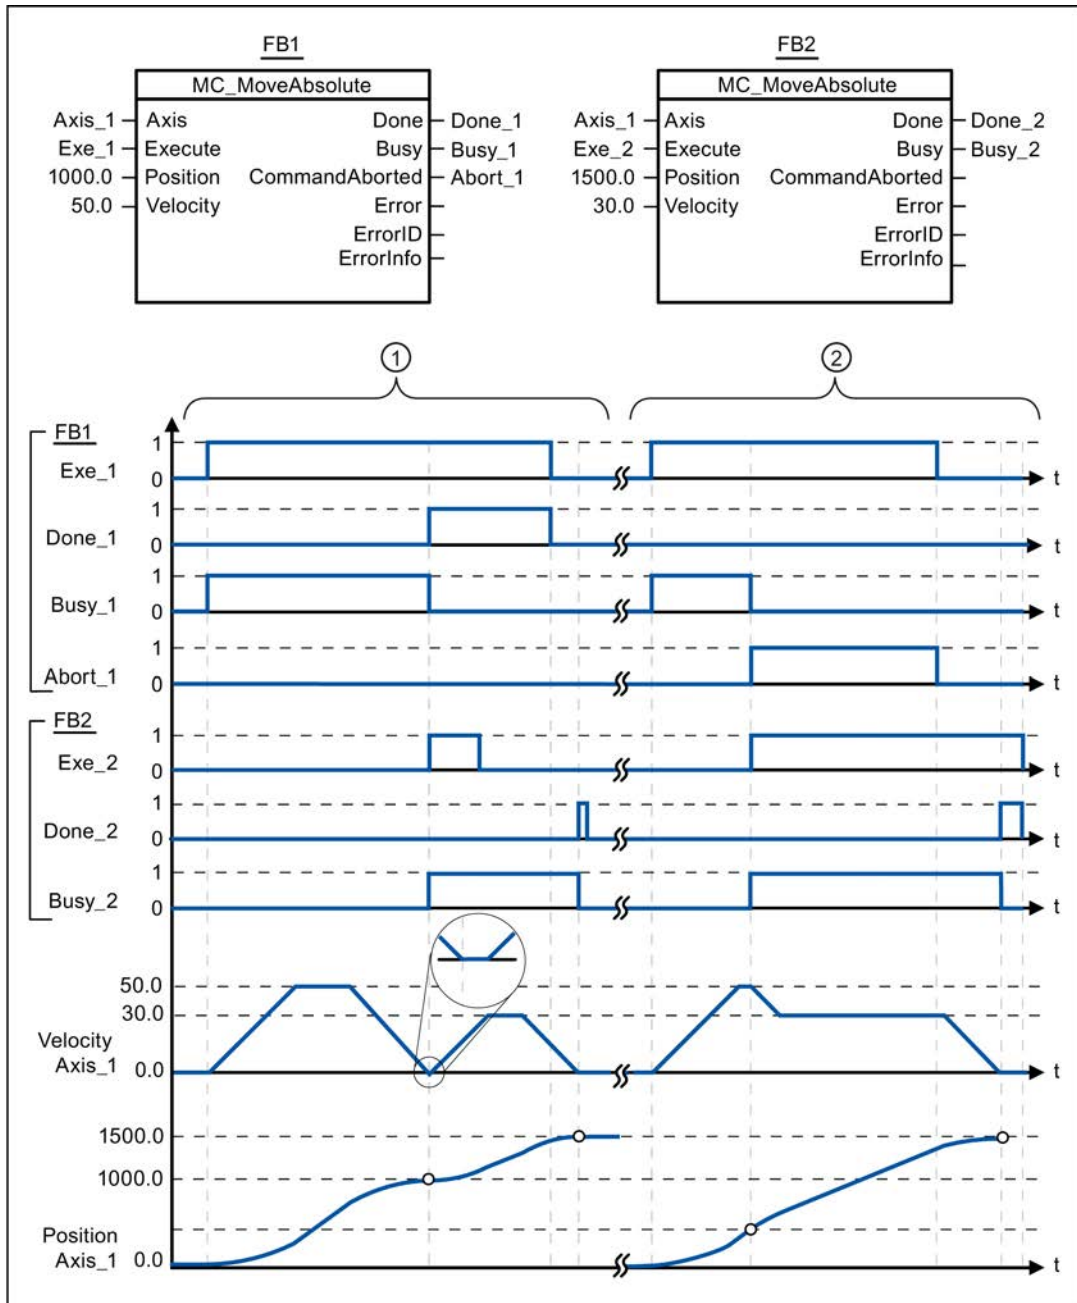 FB1
MC_MoveAbsolute
Axis_1 Axis Done Done_1
Exe_1 Execute Busy Busy_1
1000.0 Position CommandAborted Abort_1
50.0 Velocity Error
ErrorID
ErrorInfo
FB2
MC_MoveAbsolute
Axis_1 Axis Done Done_2
Exe_2 Execute Busy Busy_2
1500.0 Position CommandAborted
30.0 Velocity Error
ErrorID
ErrorInfo
1 2
FB1
1
Exe_1
0 t
1
Done_1
0 t
1
Busy_1
0 t
1
Abort_1
0 t
FB2
1
Exe_2
0 t
1
Done_2
0 t
1
Busy_2
0 t
50.0
30.0
Velocity
Axis_1
0.0 t
1500.0
1000.0
Position
Axis_1
0.0 t